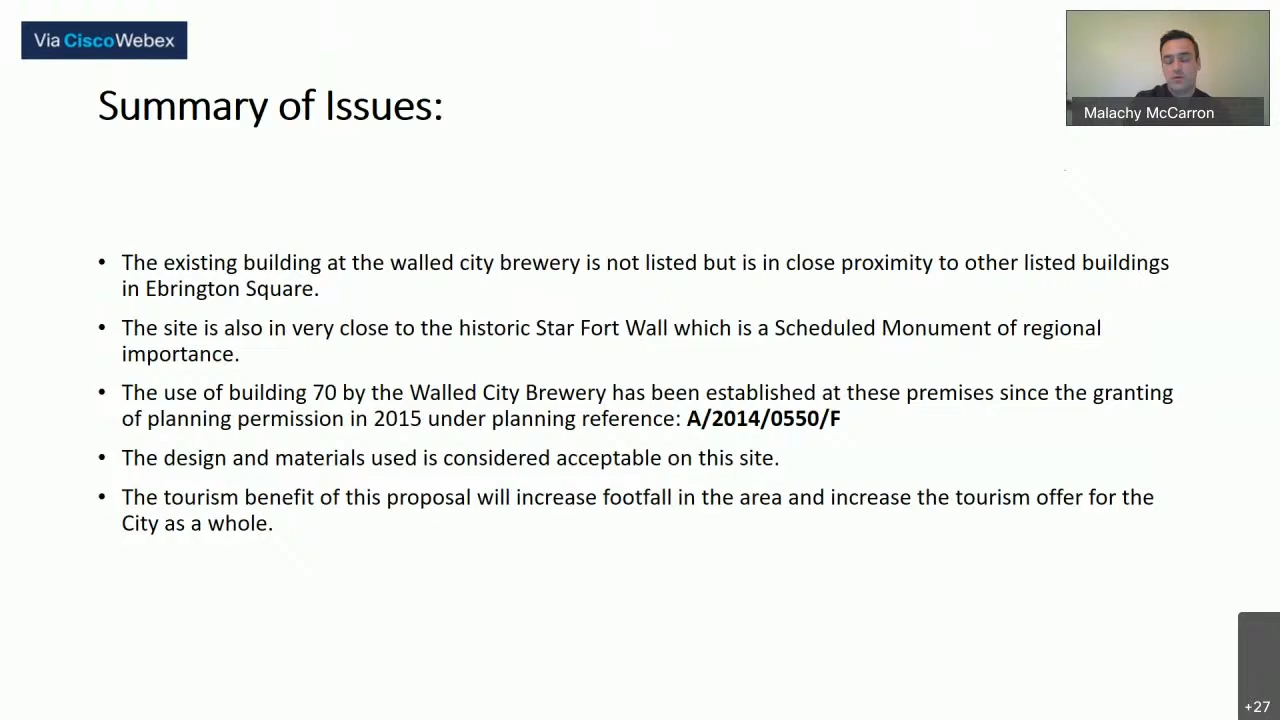 Via CiscoWebex
Malachy McCarron
Summary of Issues:
• The existing building at the walled city brewery is not listed but is in close proximity to other listed buildings
in Ebrington Square.
• The site is also in very close to the historic Star Fort Wall which is a Scheduled Monument of regional
importance.
• The use of building 70 by the Walled City Brewery has been established at these premises since the granting
of planning permission in 2015 under planning reference: A/2014/0550/F
• The design and materials used is considered acceptable on this site.
• The tourism benefit of this proposal will increase footfall in the area and increase the tourism offer for the
City as a whole.
+27